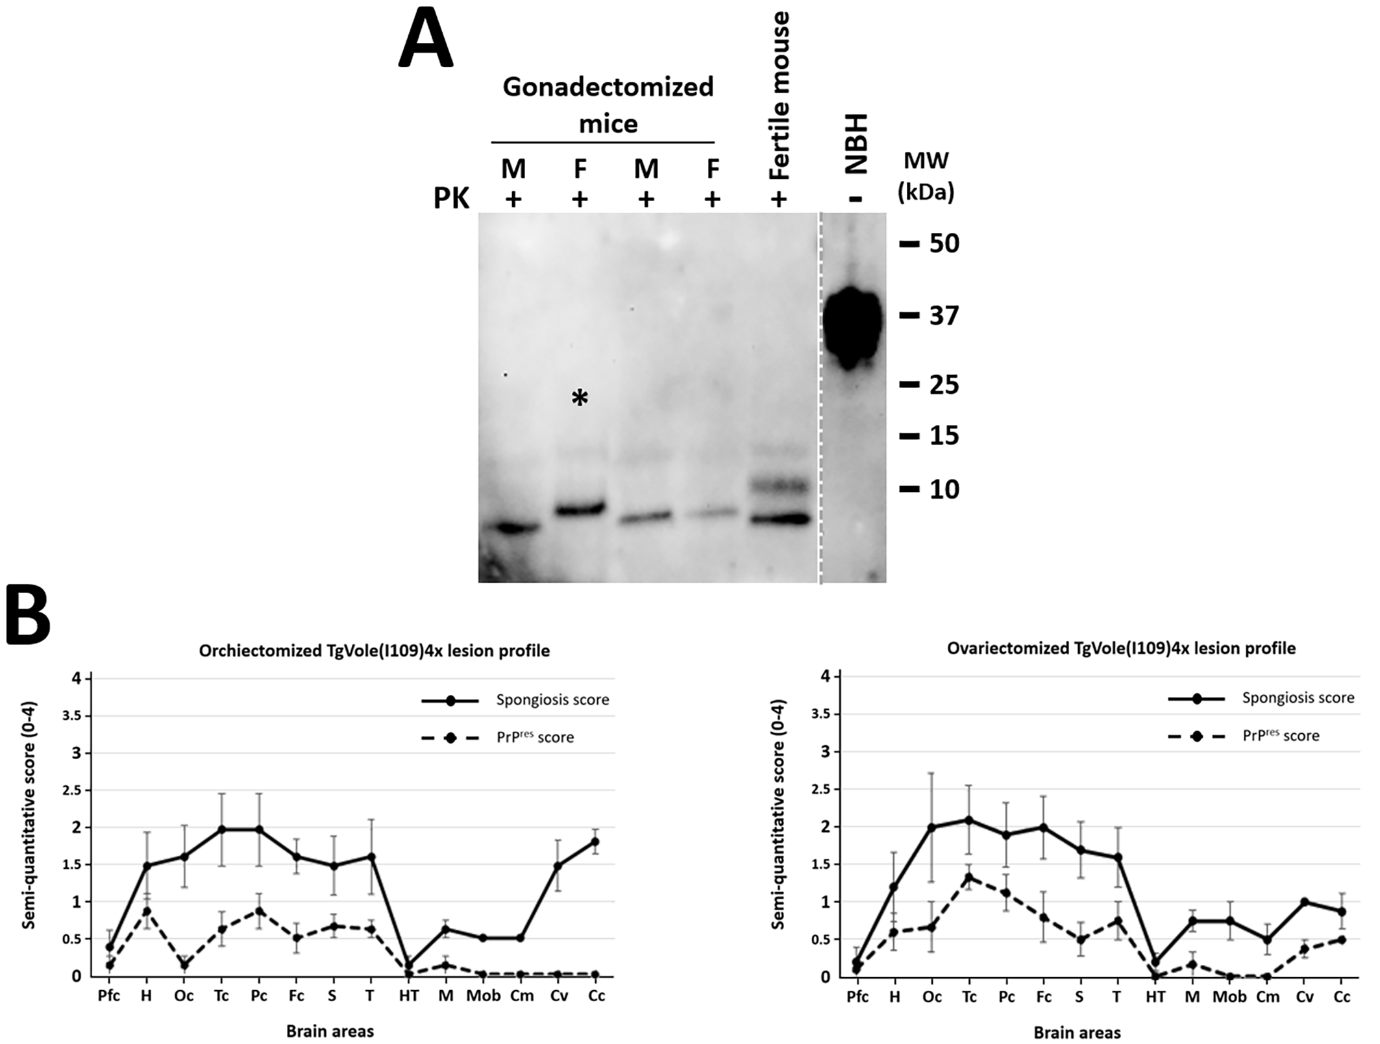 A
Gonadectomized
mice
Fertile mouse
NBH
M F M F
PK + + + + + -
MW
(kDa)
50
37
25
15
10
*
B
Orchiectomized TgVole(I109)4x lesion profile
Semi-quantitative score (0-4)
4
3.5
3
2.5
2
1.5
1
0.5
0
Spongiosis score
PrPres score
Pfc H Oc Tc Pc Fc S T HT M Mob Cm Cv Cc
Brain areas
Ovariectomized TgVole(I109)4x lesion profile
Semi-quantitative score (0-4)
4
3.5
3
2.5
2
1.5
1
0.5
0
Spongiosis score
PrPres score
Pfc H Oc Tc Pc Fc S T HT M Mob Cm Cv Cc
Brain areas